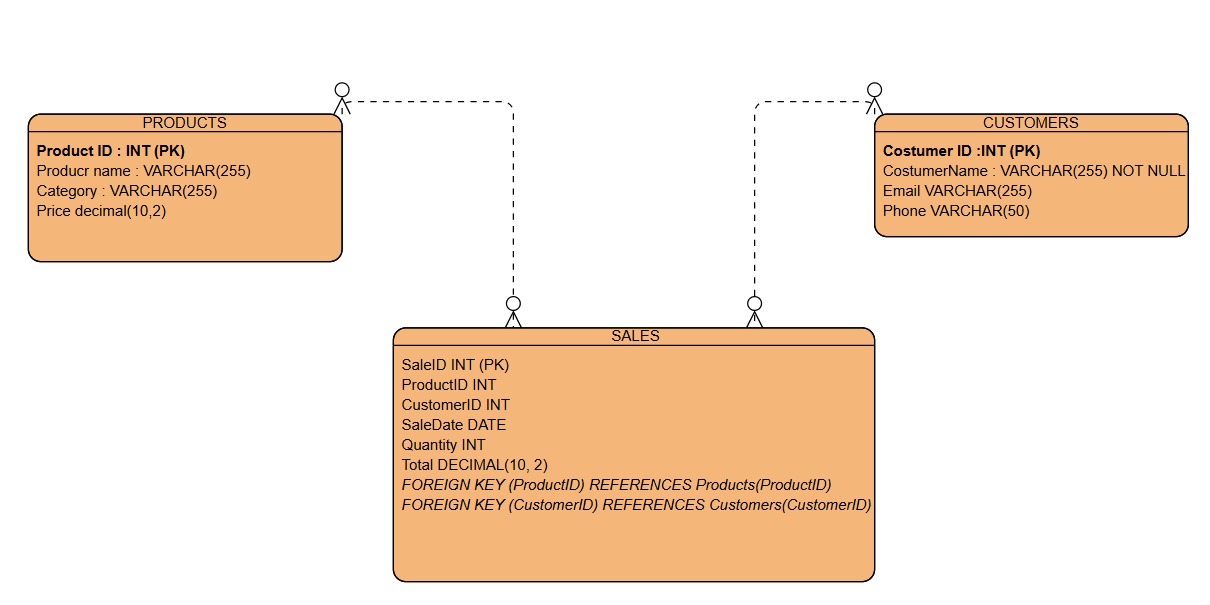 PRODUCTS
Product ID : INT (PK)
Producr name : VARCHAR(255)
Category : VARCHAR(255)
Price decimal(10,2)
CUSTOMERS
Costumer ID :INT (PK)
CostumerName : VARCHAR(255) NOT NULL
Email VARCHAR(255)
Phone VARCHAR(50)
SALES
SaleID INT (PK)
ProductID INT
CustomerID INT
SaleDate DATE
Quantity INT
Total DECIMAL(10, 2)
FOREIGN KEY (ProductID) REFERENCES Products(ProductID)
FOREIGN KEY (CustomerID) REFERENCES Customers(CustomerID)